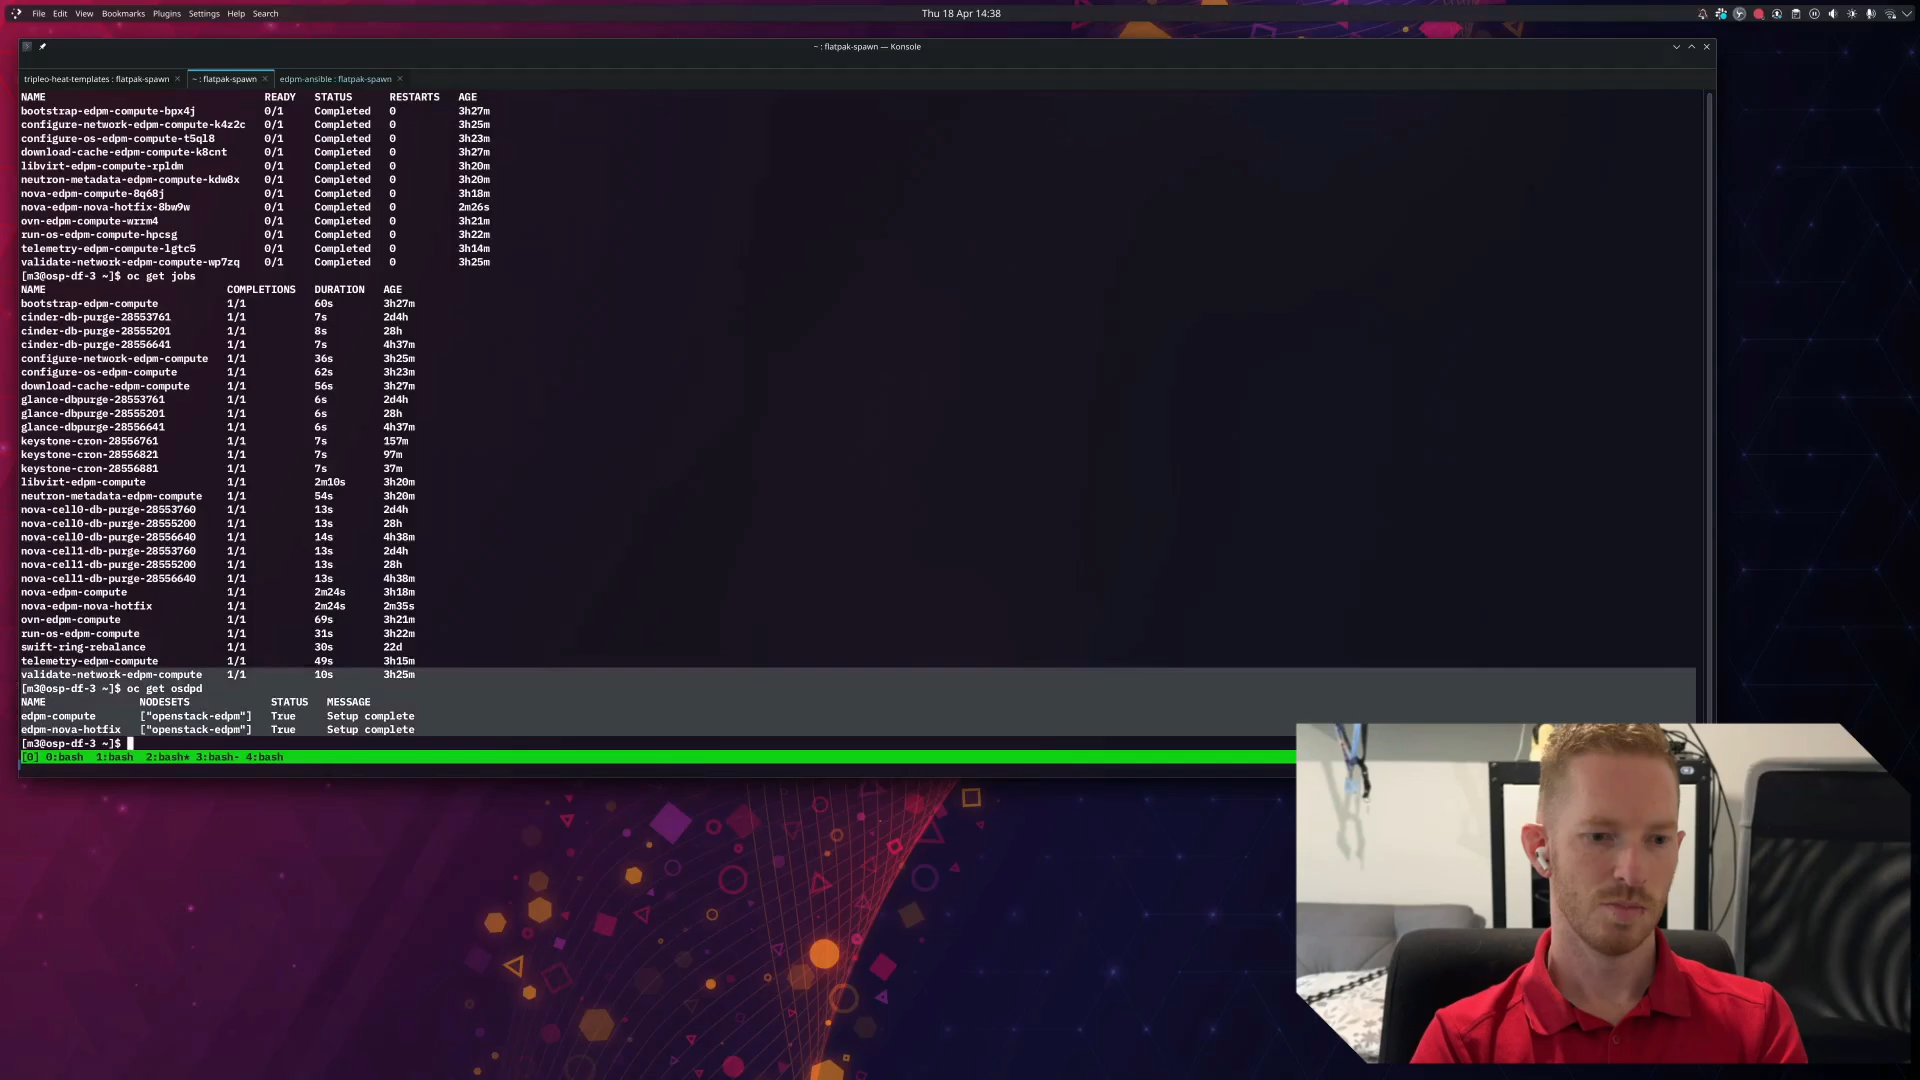 File Edit View Bookmarks Plugins Settings Help Search Thu 18 Apr 14:38
~ : flatpak-spawn — Konsole
tripleo-heat-templates : flatpak-spawn ~ : flatpak-spawn edpm-ansible : flatpak-spawn
NAME READY STATUS RESTARTS AGE
bootstrap-edpm-compute-bpx4j 0/1 Completed 0 3h27m
configure-network-edpm-compute-k4z2c 0/1 Completed 0 3h25m
configure-os-edpm-compute-t5ql8 0/1 Completed 0 3h23m
download-cache-edpm-compute-k8cnt 0/1 Completed 0 3h27m
libvirt-edpm-compute-rpldm 0/1 Completed 0 3h20m
neutron-metadata-edpm-compute-kdw8x 0/1 Completed 0 3h20m
nova-edpm-compute-8q68j 0/1 Completed 0 3h18m
nova-edpm-nova-hotfix-8bw9w 0/1 Completed 0 2m26s
ovn-edpm-compute-wrrm4 0/1 Completed 0 3h21m
run-os-edpm-compute-hpcsg 0/1 Completed 0 3h22m
telemetry-edpm-compute-lgtc5 0/1 Completed 0 3h14m
validate-network-edpm-compute-wp7zq 0/1 Completed 0 3h25m
[m3@osp-df-3 ~]$ oc get jobs
NAME COMPLETIONS DURATION AGE
bootstrap-edpm-compute 1/1 60s 3h27m
cinder-db-purge-28553761 1/1 7s 2d4h
cinder-db-purge-28555201 1/1 8s 28h
cinder-db-purge-28556641 1/1 7s 4h37m
configure-network-edpm-compute 1/1 36s 3h25m
configure-os-edpm-compute 1/1 62s 3h23m
download-cache-edpm-compute 1/1 56s 3h27m
glance-dbpurge-28553761 1/1 6s 2d4h
glance-dbpurge-28555201 1/1 6s 28h
glance-dbpurge-28556641 1/1 6s 4h37m
keystone-cron-28556761 1/1 7s 157m
keystone-cron-28556821 1/1 7s 97m
keystone-cron-28556881 1/1 7s 37m
libvirt-edpm-compute 1/1 2m10s 3h20m
neutron-metadata-edpm-compute 1/1 54s 3h20m
nova-cell0-db-purge-28553760 1/1 13s 2d4h
nova-cell0-db-purge-28555200 1/1 13s 28h
nova-cell0-db-purge-28556640 1/1 14s 4h38m
nova-cell1-db-purge-28553760 1/1 13s 2d4h
nova-cell1-db-purge-28555200 1/1 13s 28h
nova-cell1-db-purge-28556640 1/1 13s 4h38m
nova-edpm-compute 1/1 2m24s 3h18m
nova-edpm-nova-hotfix 1/1 2m24s 2m35s
ovn-edpm-compute 1/1 69s 3h21m
run-os-edpm-compute 1/1 31s 3h22m
swift-ring-rebalance 1/1 30s 22d
telemetry-edpm-compute 1/1 49s 3h15m
validate-network-edpm-compute 1/1 10s 3h25m
[m3@osp-df-3 ~]$ oc get osdpd
NAME NODESETS STATUS MESSAGE
edpm-compute ["openstack-edpm"] True Setup complete
edpm-nova-hotfix ["openstack-edpm"] True Setup complete
[m3@osp-df-3 ~]$
[0] 0:bash 1:bash 2:bash* 3:bash- 4:bash